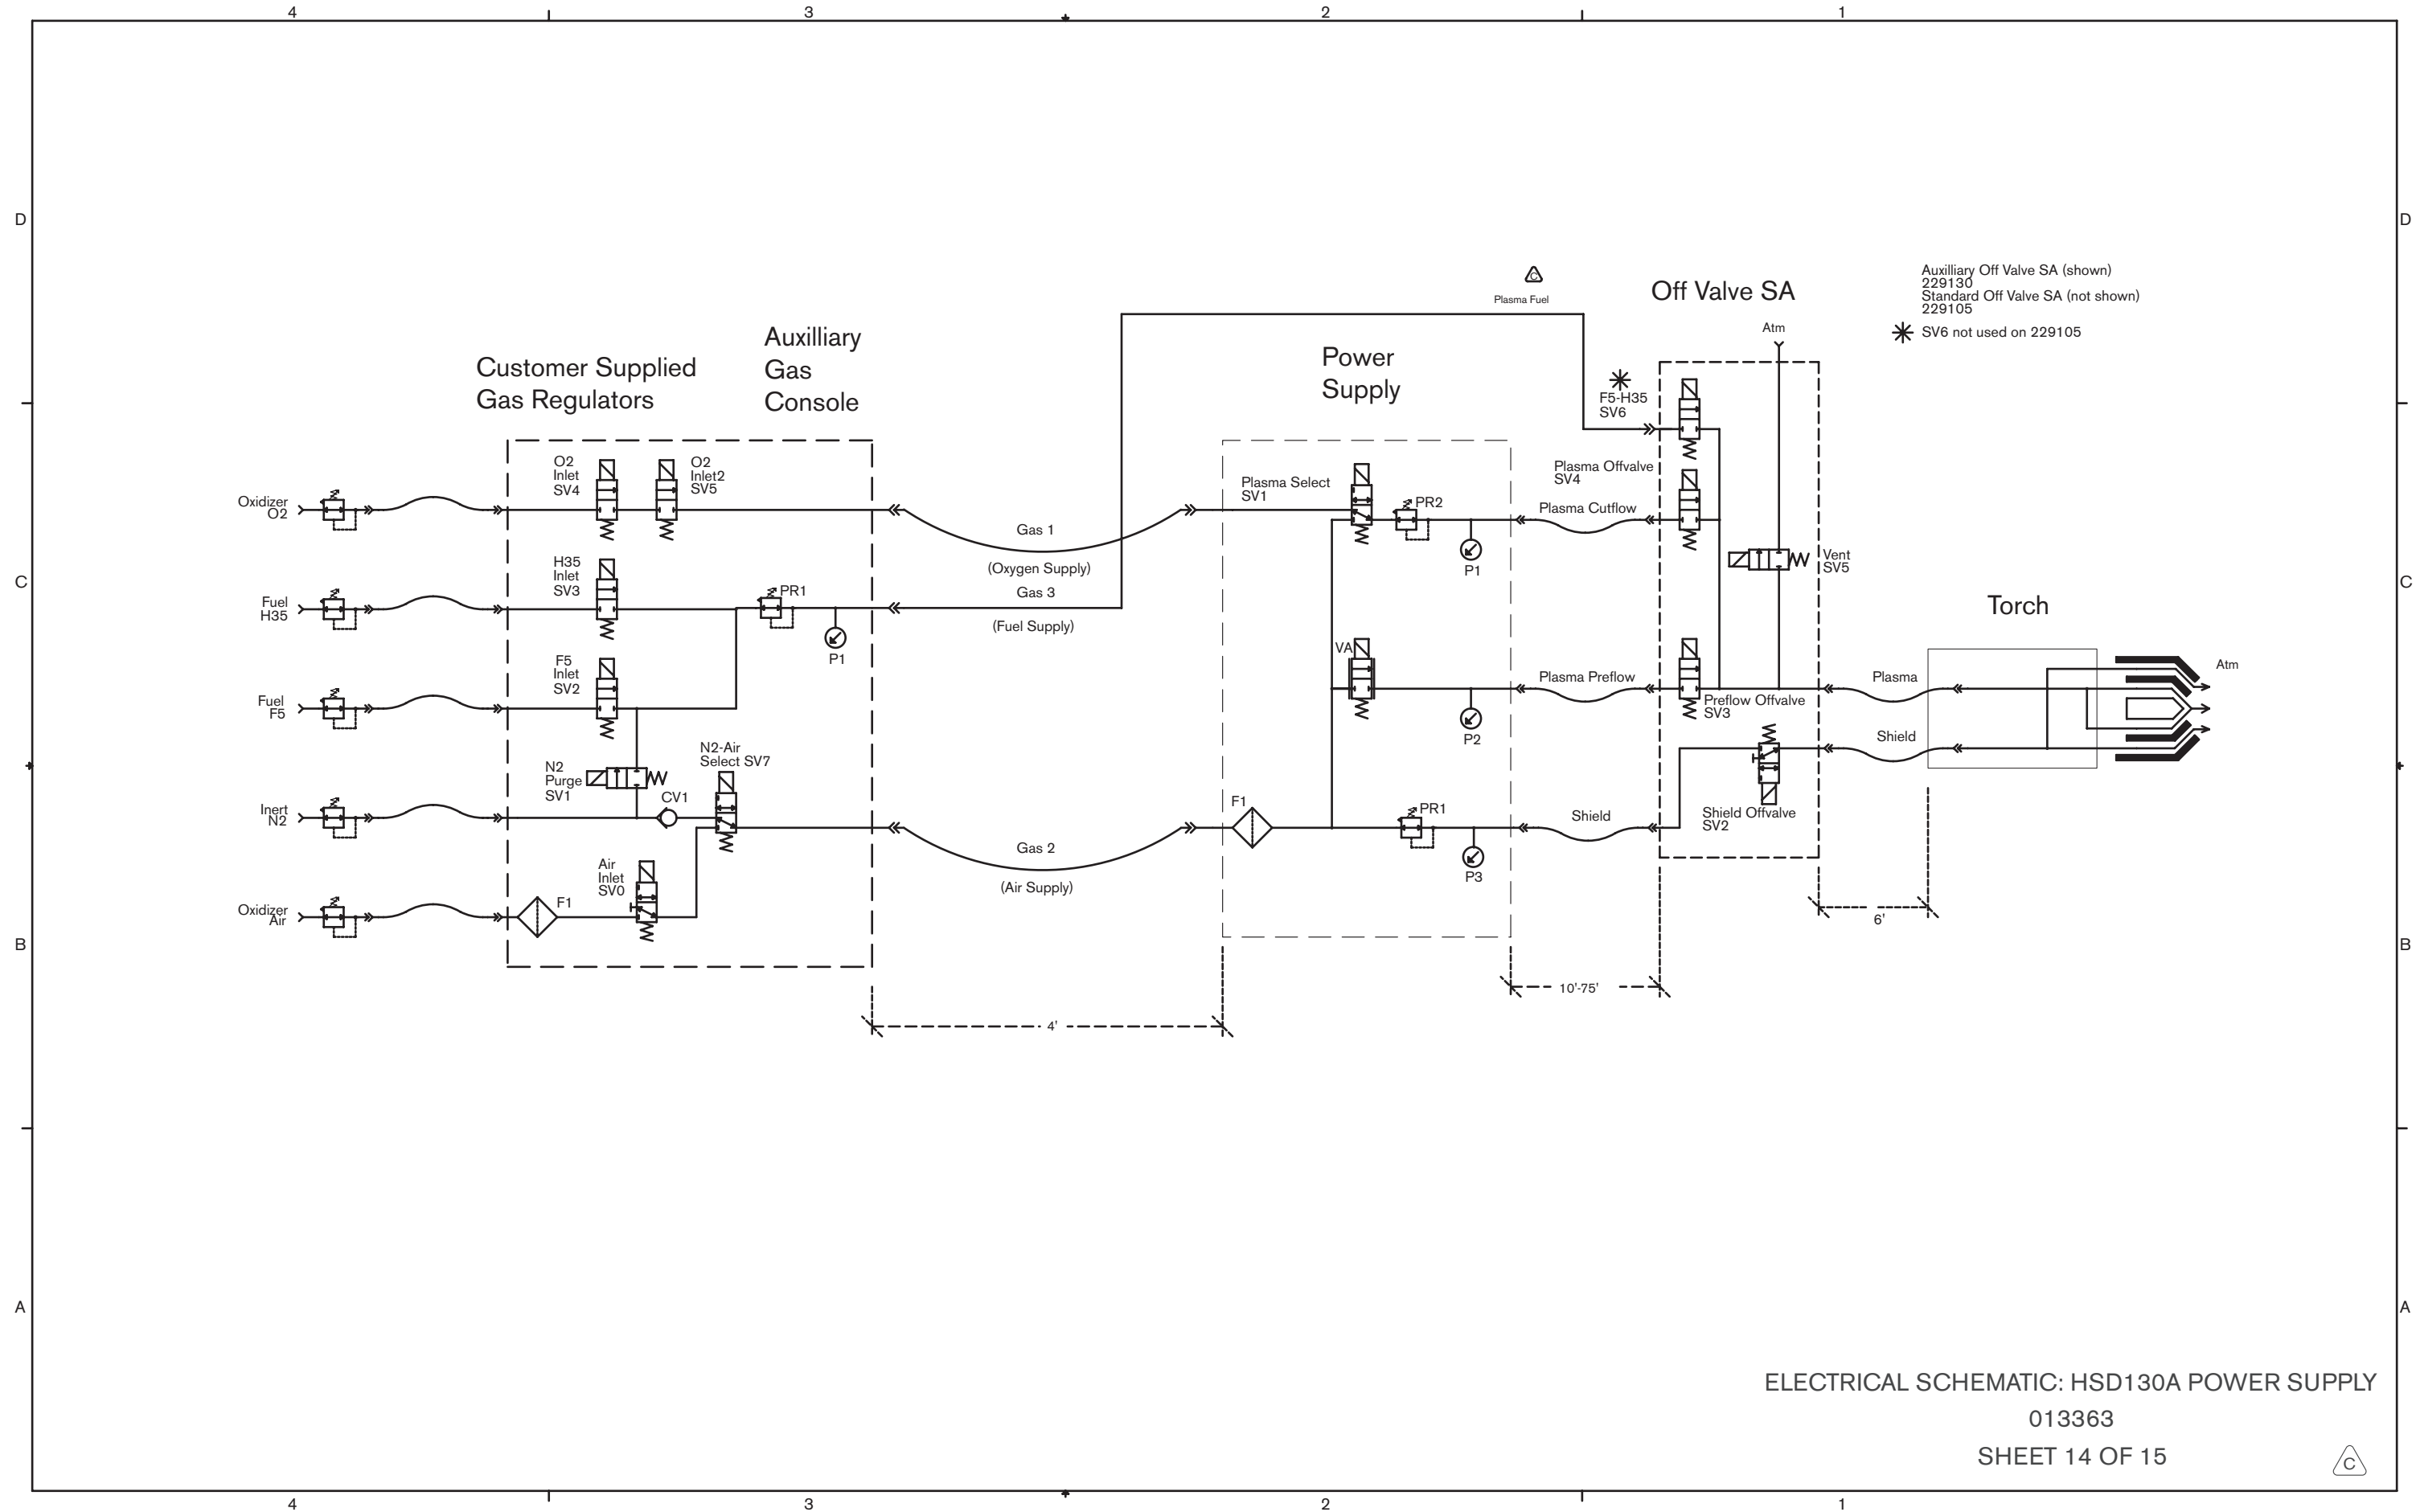 4 3 2 1
D D
C
Plasma Fuel
Off Valve SA
Auxilliary Off Valve SA (shown)
229130
Standard Off Valve SA (not shown)
229105
SV6 not used on 229105
Atm
Customer Supplied
Gas Regulators
Auxilliary
Gas
Console
Power
Supply
F5-H35
SV6
O2
Inlet
SV4
O2
Inlet2
SV5
Oxidizer
O2
Gas 1
(Oxygen Supply)
Plasma Select
SV1
PR2
P1
Plasma Offvalve
SV4
Plasma Cutflow
Vent
SV5
C C
H35
Inlet
SV3
Fuel
H35
PR1
P1
Gas 3
(Fuel Supply)
Torch
F5
Inlet
SV2
Fuel
F5
VA
P2
Plasma Preflow
Preflow Offvalve
SV3
Plasma
Atm
Shield
N2
Purge
SV1
N2-Air
Select SV7
CV1
Inert
N2
Gas 2
(Air Supply)
F1
PR1
P3
Shield
Shield Offvalve
SV2
Air
Inlet
SV0
Oxidizer
Air
F1
6'
B B
10'-75'
4'
A A
ELECTRICAL SCHEMATIC: HSD130A POWER SUPPLY
013363
SHEET 14 OF 15
C
4 3 2 1